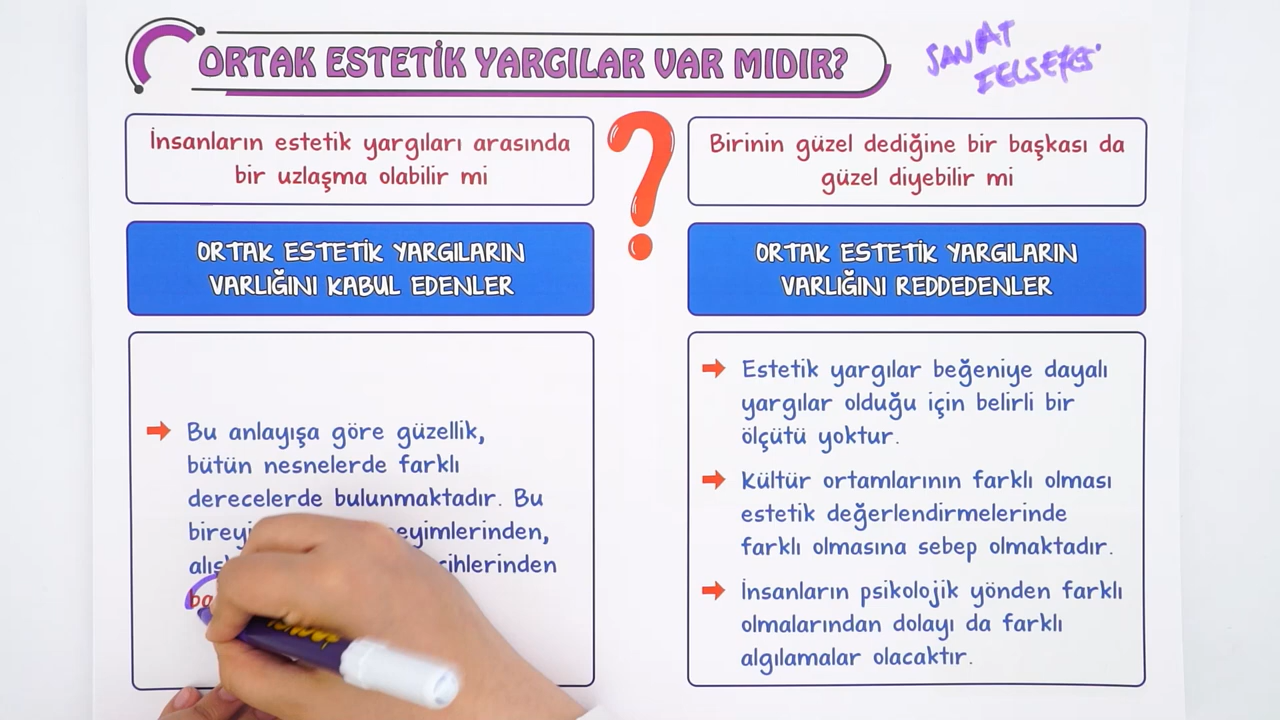 ORTAK ESTETİK YARGILAR VAR MIDIR?
SANAT
FELSEFESİ
İnsanların estetik yargıları arasında
bir uzlaşma olabilir mi
Birinin güzel dediğine bir başkası da
güzel diyebilir mi
ORTAK ESTETİK YARGILARIN
VARLIĞINI KABUL EDENLER
ORTAK ESTETİK YARGILARIN
VARLIĞINI REDDEDENLER
Bu anlayışa göre güzellik,
bütün nesnelerde farklı
derecelerde bulunmaktadır. Bu
Estetik yargılar beğeniye dayalı
yargılar olduğu için belirli bir
ölçütü yoktur.
Kültür ortamlarının farklı olması
estetik değerlendirmelerinde
farklı olmasına sebep olmaktadır.
İnsanların psikolojik yönden farklı
olmalarından dolayı da farklı
algılamalar olacaktır.